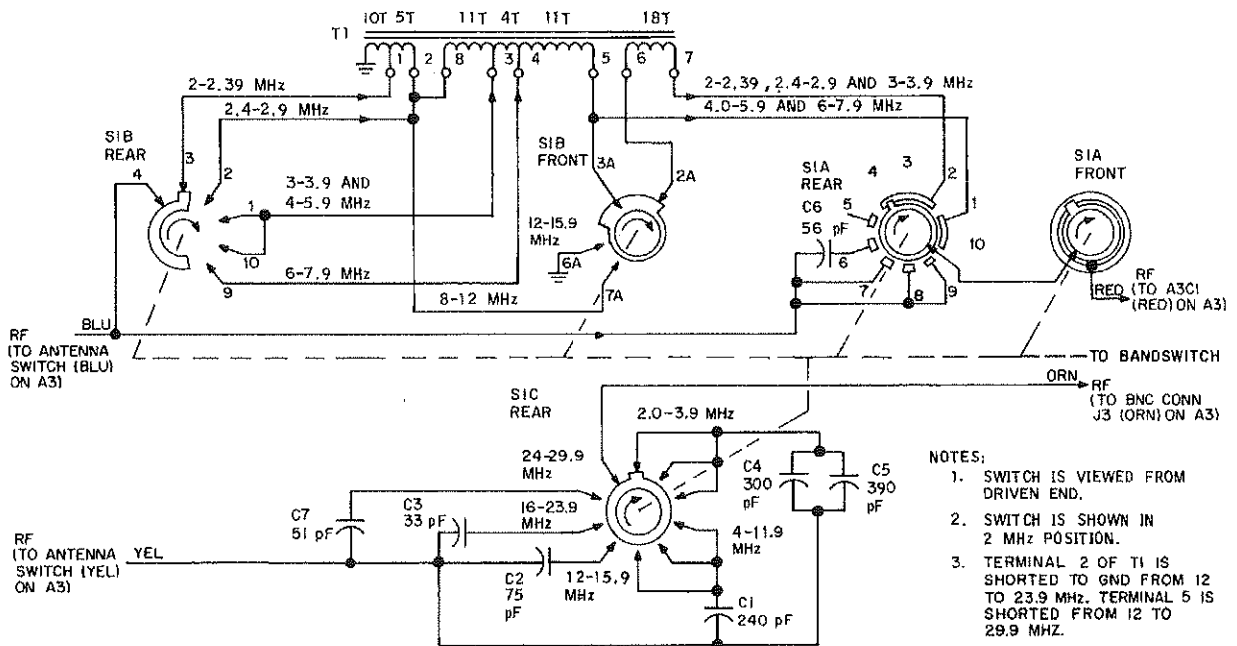 10T 5T 11T 4T 11T 18T
T1
1 2 8 3 4 5 6 7
2-2.39 MHz
2.4-2.9 MHz
2-2.39, 2.4-2.9 AND 3-3.9 MHz
4.0-5.9 AND 6-7.9 MHz
S1B
REAR
4
3
2
1
10
9
3-3.9 AND
4-5.9 MHz
6-7.9 MHz
8-12 MHz
S1B
FRONT
3A
2A
12-15.9
MHz
6A
7A
S1A
REAR
C6
56
pF
4
3
2
1
5
10
6
7
8
9
S1A
FRONT
RED
RF
(TO A3C1
(RED) ON A3)
BLU
RF
(TO ANTENNA
SWITCH (BLU)
ON A3)
TO BANDSWITCH
ORN
RF
(TO BNC CONN
J3 (ORN) ON A3)
S1C
REAR
2.0-3.9 MHz
24-29.9
MHz
C4
300
pF
C5
390
pF
C7
51 pF
C3
33 pF
16-23.9
MHz
4-11.9
MHz
RF
(TO ANTENNA
SWITCH (YEL)
ON A3)
YEL
C2
75
pF
12-15.9
MHz
C1
240 pF
NOTES:
1. SWITCH IS VIEWED FROM
DRIVEN END.
2. SWITCH IS SHOWN IN
2 MHz POSITION.
3. TERMINAL 2 OF T1 IS
SHORTED TO GND FROM 12
TO 23.9 MHz. TERMINAL 5 IS
SHORTED FROM 12 TO
29.9 MHZ.